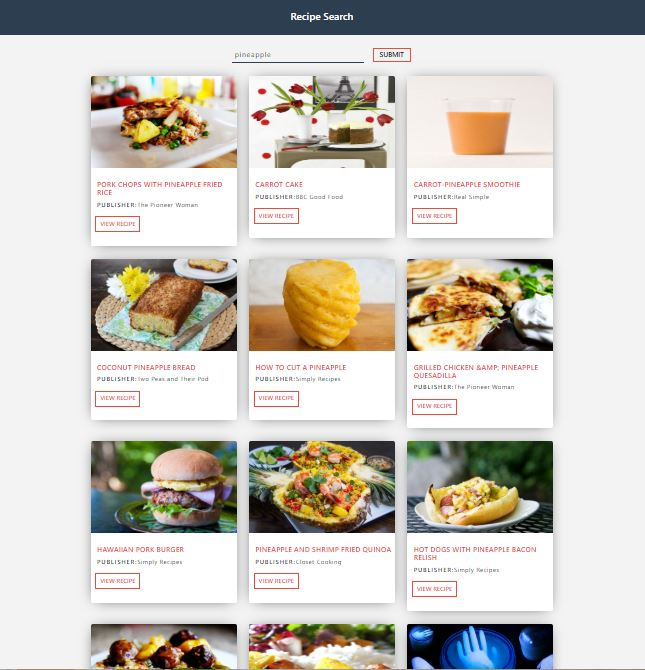 Recipe Search
pineapple
SUBMIT
PORK CHOPS WITH PINEAPPLE FRIED
RICE
PUBLISHER:The Pioneer Woman
VIEW RECIPE
CARROT CAKE
PUBLISHER:BBC Good Food
VIEW RECIPE
CARROT-PINEAPPLE SMOOTHIE
PUBLISHER:Real Simple
VIEW RECIPE
COCONUT PINEAPPLE BREAD
PUBLISHER:Two Peas and Their Pod
VIEW RECIPE
HOW TO CUT A PINEAPPLE
PUBLISHER:Simply Recipes
VIEW RECIPE
GRILLED CHICKEN &AMP; PINEAPPLE
QUESADILLA
PUBLISHER:The Pioneer Woman
VIEW RECIPE
HAWAIIAN PORK BURGER
PUBLISHER:Simply Recipes
VIEW RECIPE
PINEAPPLE AND SHRIMP FRIED QUINOA
PUBLISHER:Closet Cooking
VIEW RECIPE
HOT DOGS WITH PINEAPPLE BACON
RELISH
PUBLISHER:Simply Recipes
VIEW RECIPE